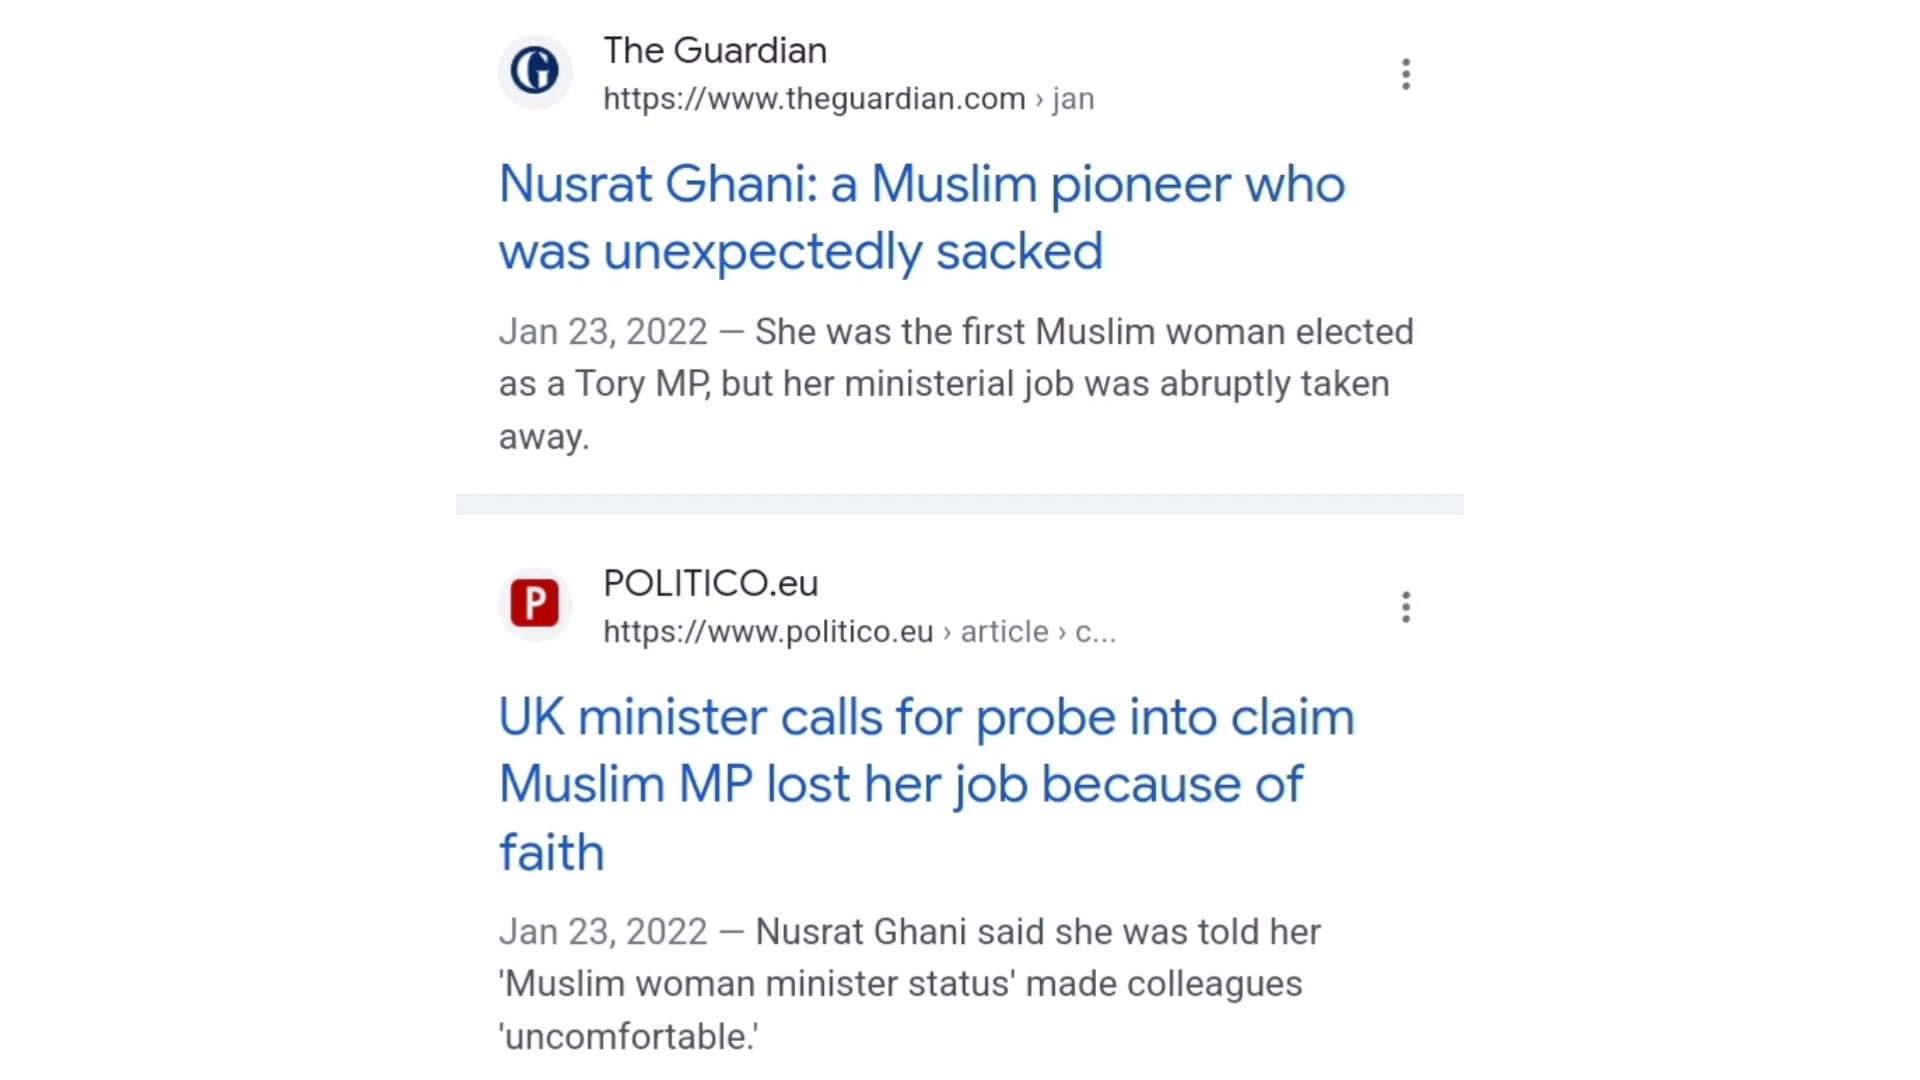 The Guardian
https://www.theguardian.com › jan
Nusrat Ghani: a Muslim pioneer who
was unexpectedly sacked
Jan 23, 2022 — She was the first Muslim woman elected
as a Tory MP, but her ministerial job was abruptly taken
away.
P
POLITICO.eu
https://www.politico.eu › article › c...
UK minister calls for probe into claim
Muslim MP lost her job because of
faith
Jan 23, 2022 — Nusrat Ghani said she was told her
'Muslim woman minister status' made colleagues
'uncomfortable.'